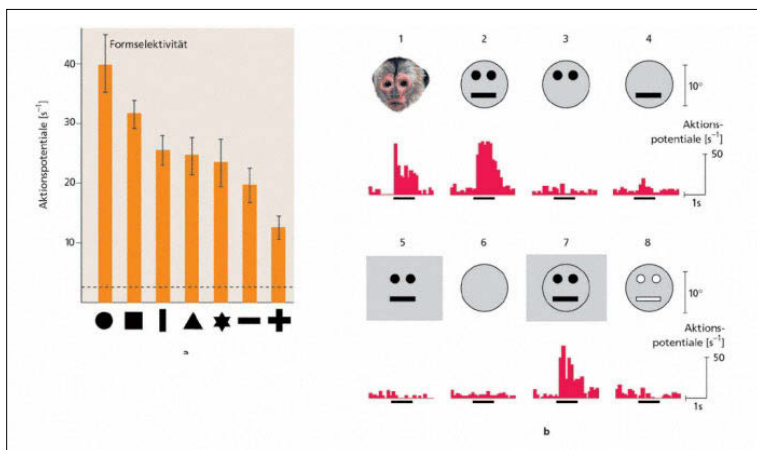 Formselektivität
Aktionspotentiale [s⁻¹]
40
30
20
10
a
1 2 3 4
10°
Aktions-
potentiale [s⁻¹]
50
1s
5 6 7 8
10°
Aktions-
potentiale [s⁻¹]
50
1s
b